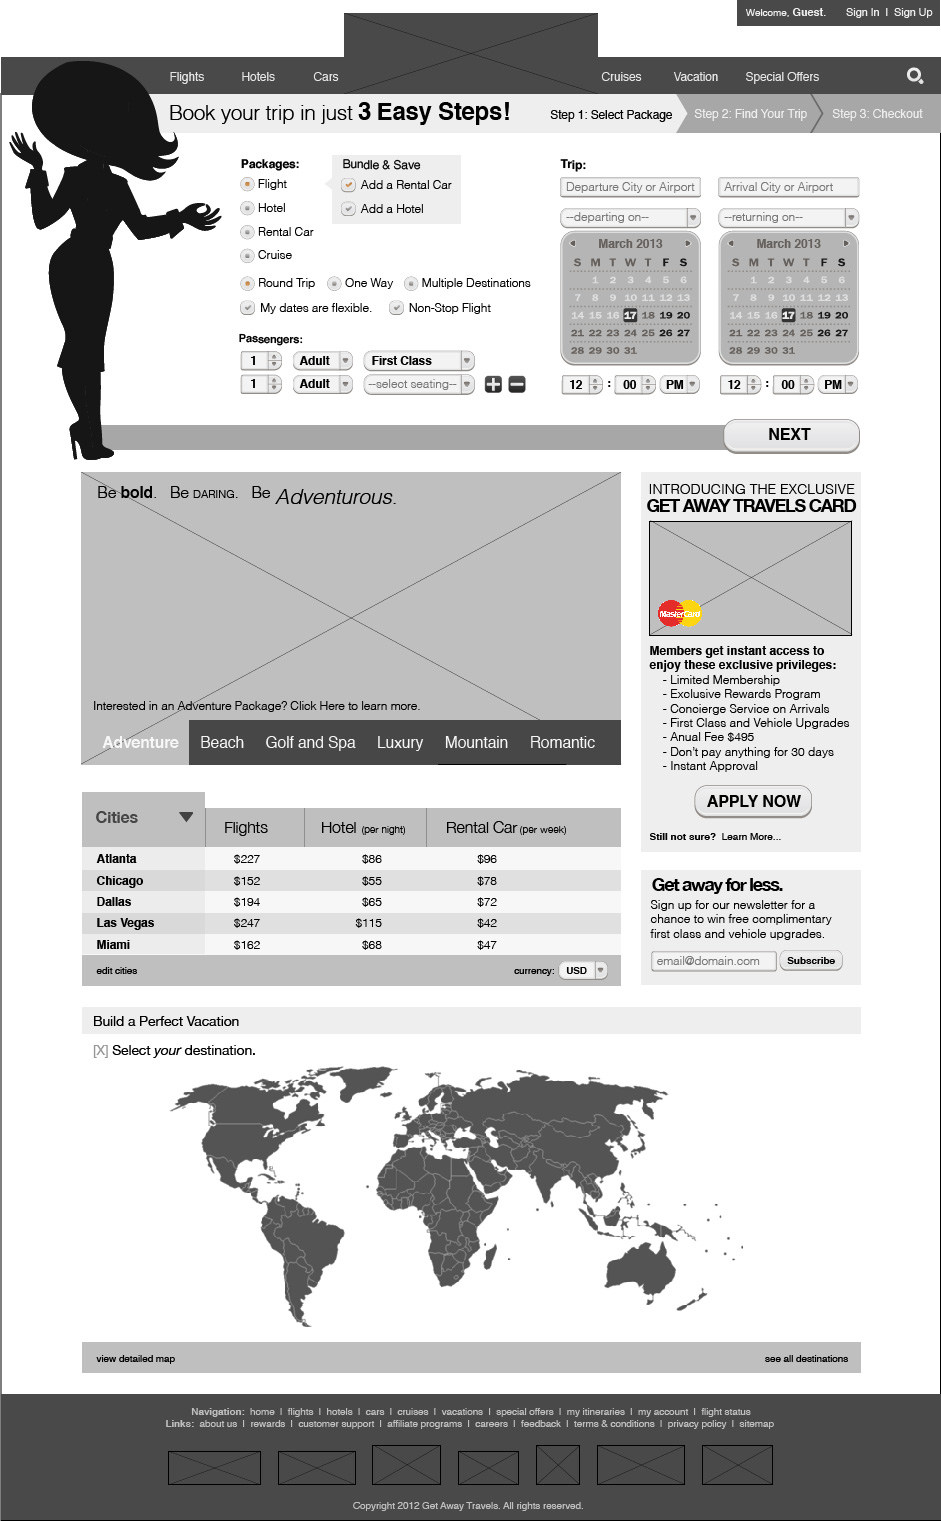 Welcome, Guest. Sign In | Sign Up
Flights Hotels Cars Cruises Vacation Special Offers
Book your trip in just 3 Easy Steps! Step 1: Select Package Step 2: Find Your Trip Step 3: Checkout
Packages:
Bundle & Save
Flight
Add a Rental Car
Hotel
Add a Hotel
Rental Car
Cruise
Round Trip One Way Multiple Destinations
My dates are flexible. Non-Stop Flight
Passengers:
1 Adult First Class
1 Adult --select seating--
Trip:
Departure City or Airport Arrival City or Airport
--departing on-- --returning on--
March 2013 March 2013
S M T W T F S S M T W T F S
1 2 3 4 5 6 1 2 3 4 5 6
7 8 9 10 11 12 13 7 8 9 10 11 12 13
14 15 16 17 18 19 20 14 15 16 17 18 19 20
21 22 23 24 25 26 27 21 22 23 24 25 26 27
28 29 30 31 28 29 30 31
12 : 00 PM 12 : 00 PM
NEXT
Be bold. Be DARING. Be Adventurous.
Interested in an Adventure Package? Click Here to learn more.
Adventure Beach Golf and Spa Luxury Mountain Romantic
INTRODUCING THE EXCLUSIVE
GET AWAY TRAVELS CARD
MasterCard
Members get instant access to
enjoy these exclusive privileges:
- Limited Membership
- Exclusive Rewards Program
- Concierge Service on Arrivals
- First Class and Vehicle Upgrades
- Anual Fee $495
- Don't pay anything for 30 days
- Instant Approval
APPLY NOW
Still not sure? Learn More...
Cities Flights Hotel (per night) Rental Car (per week)
Atlanta $227 $86 $96
Chicago $152 $55 $78
Dallas $194 $65 $72
Las Vegas $247 $115 $42
Miami $162 $68 $47
edit cities currency: USD
Get away for less.
Sign up for our newsletter for a
chance to win free complimentary
first class and vehicle upgrades.
email@domain.com Subscribe
Build a Perfect Vacation
[X] Select your destination.
view detailed map see all destinations
Navigation: home | flights | hotels | cars | cruises | vacations | special offers | my itineraries | my account | flight status
Links: about us | rewards | customer support | affiliate programs | careers | feedback | terms & conditions | privacy policy | sitemap
Copyright 2012 Get Away Travels. All rights reserved.